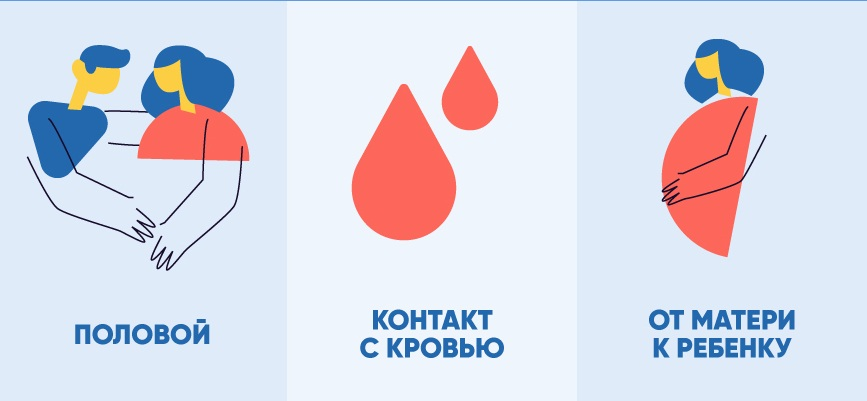 ПОЛОВОЙ
КОНТАКТ
С КРОВЬЮ
ОТ МАТЕРИ
К РЕБЕНКУ